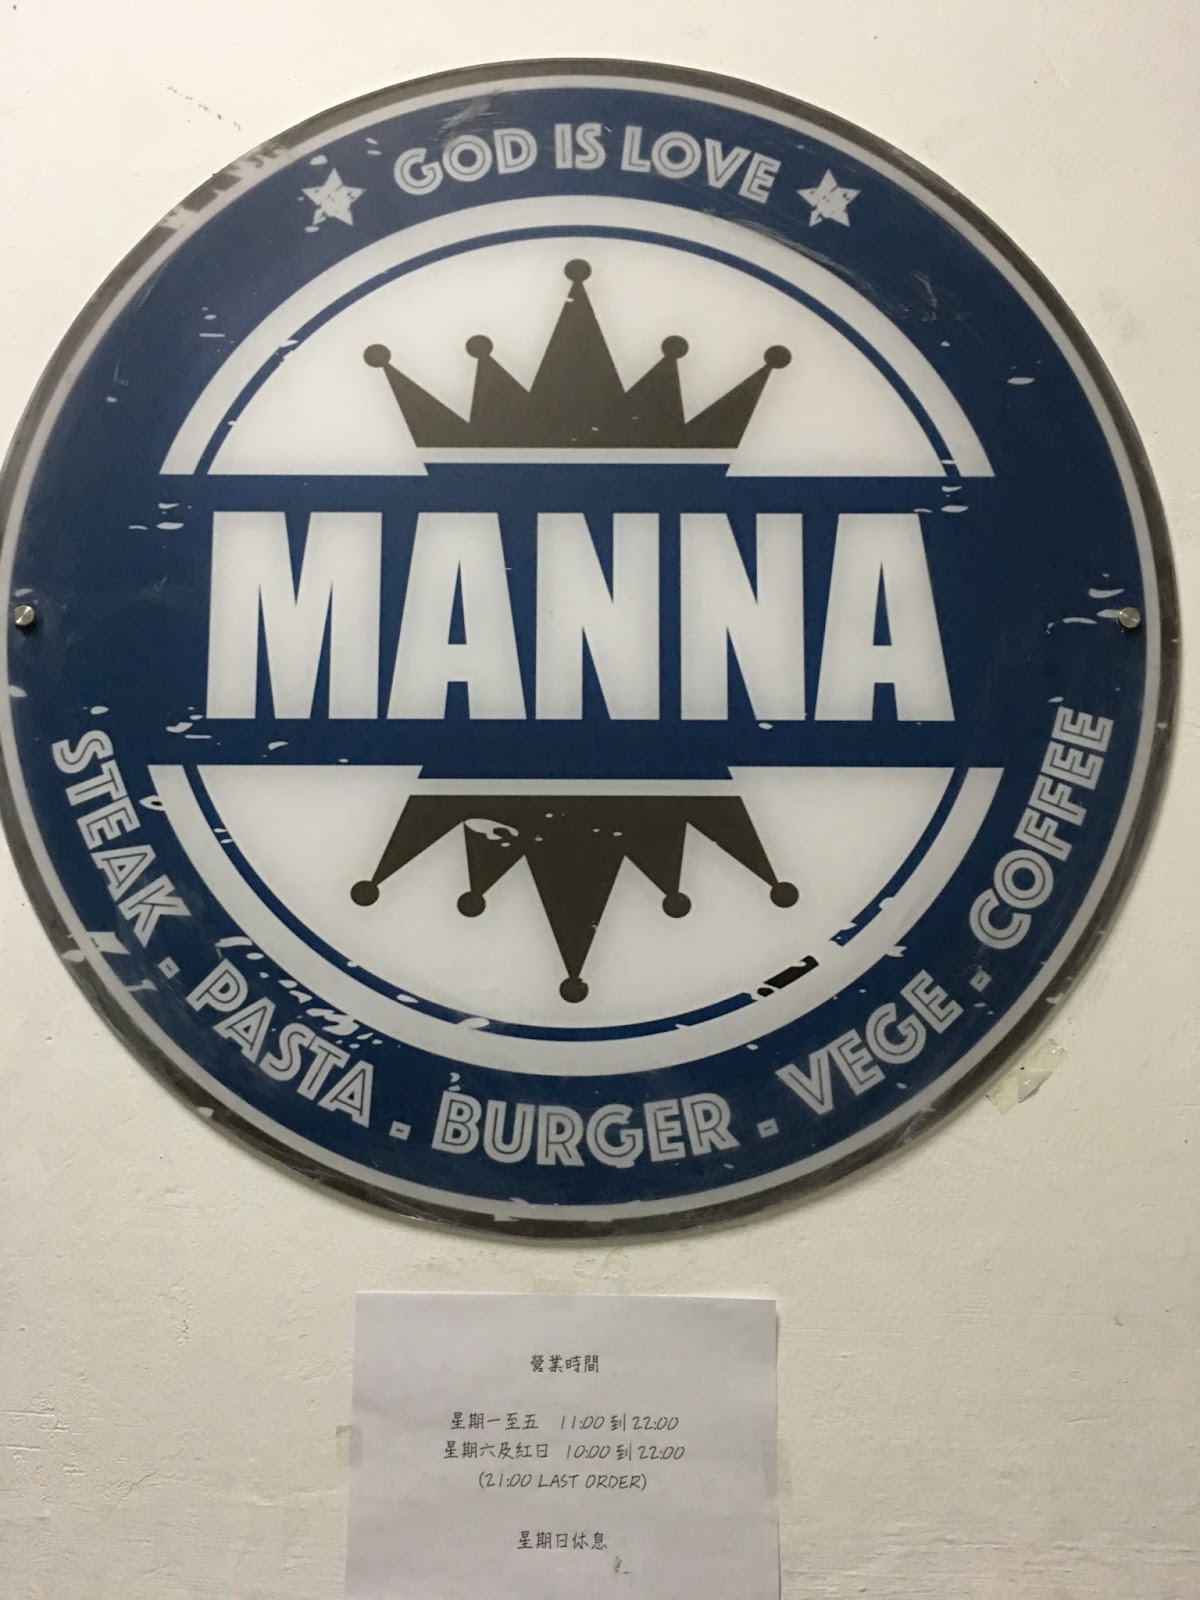 GOD IS LOVE
MANNA
STEAK . PASTA . BURGER . VEGE . COFFEE
營業時間
星期一至五 11:00 到 22:00
星期六及紅日 10:00 到 22:00
(21:00 LAST ORDER)
星期日休息